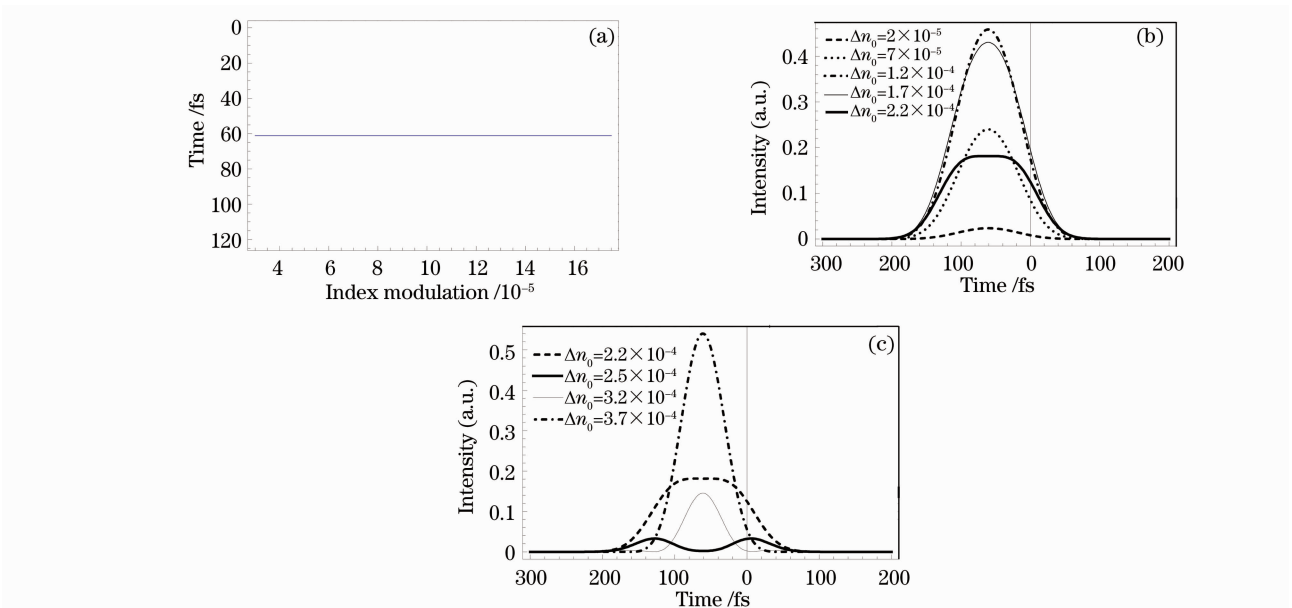 (a)
0
20
40
60
80
100
120
Time /fs
4 6 8 10 12 14 16
Index modulation /10⁻⁵
(b)
Δn₀=2×10⁻⁵
Δn₀=7×10⁻⁵
Δn₀=1.2×10⁻⁴
Δn₀=1.7×10⁻⁴
Δn₀=2.2×10⁻⁴
0.4
0.3
0.2
0.1
0
Intensity (a.u.)
300 200 100 0 100 200
Time /fs
(c)
Δn₀=2.2×10⁻⁴
Δn₀=2.5×10⁻⁴
Δn₀=3.2×10⁻⁴
Δn₀=3.7×10⁻⁴
0.5
0.4
0.3
0.2
0.1
0
Intensity (a.u.)
300 200 100 0 100 200
Time /fs